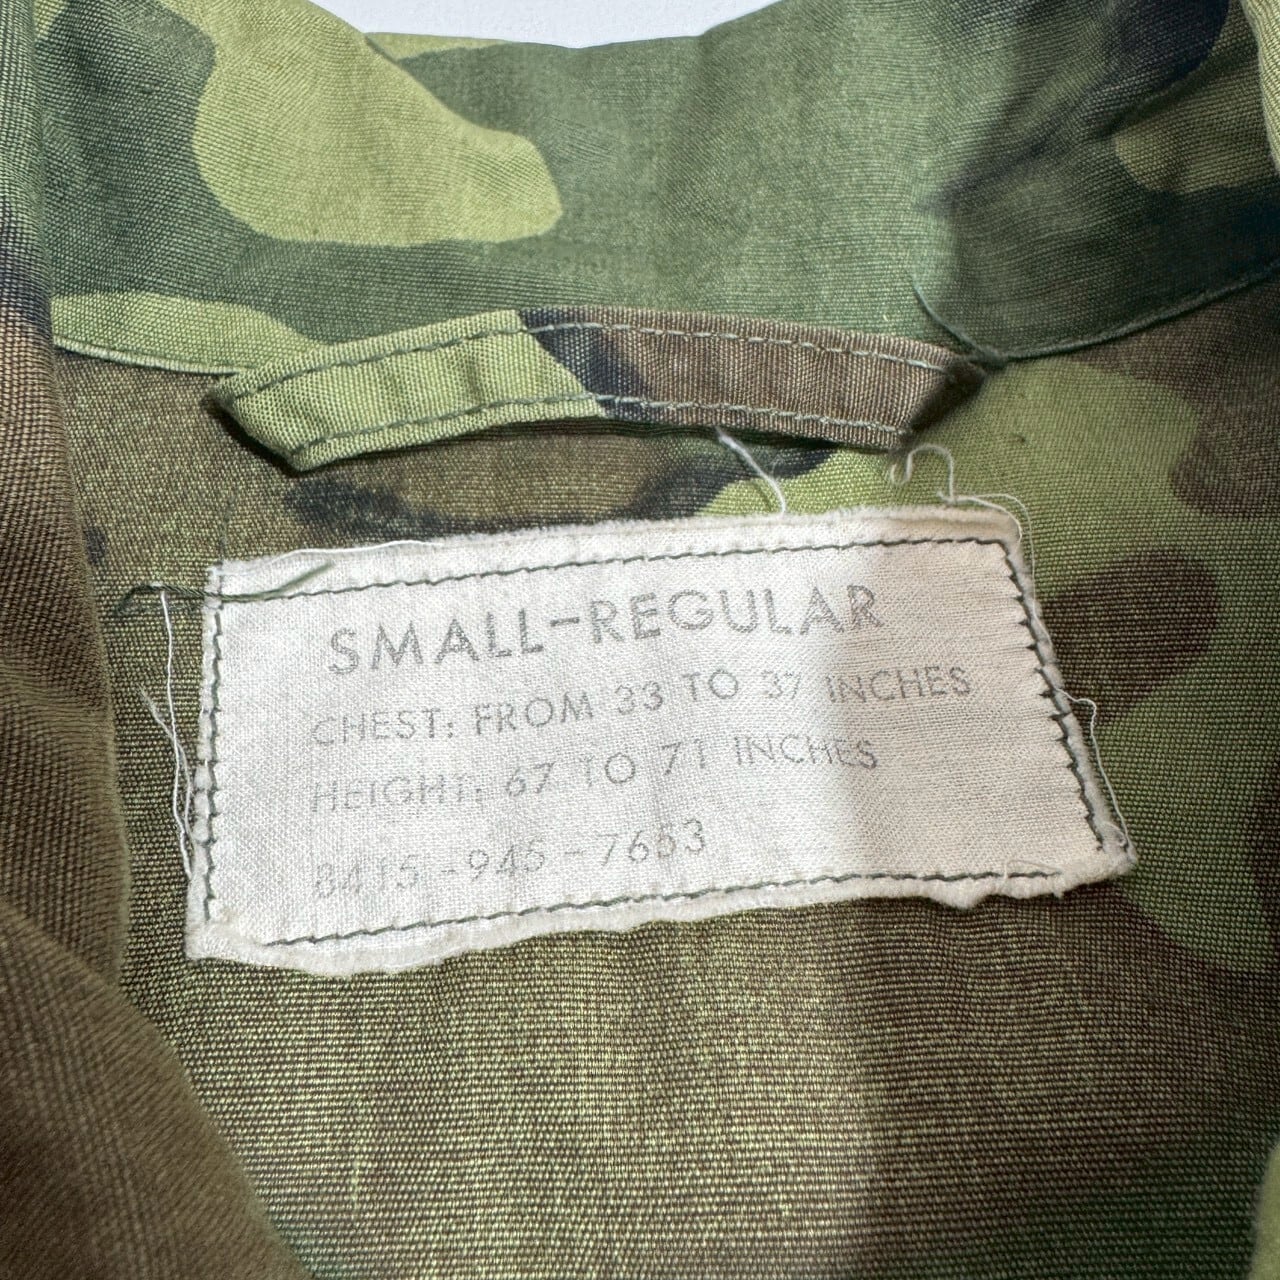 SMALL-REGULAR
CHEST: FROM 33 TO 37 INCHES
HEIGHT: 67 TO 71 INCHES
8415-945-7653